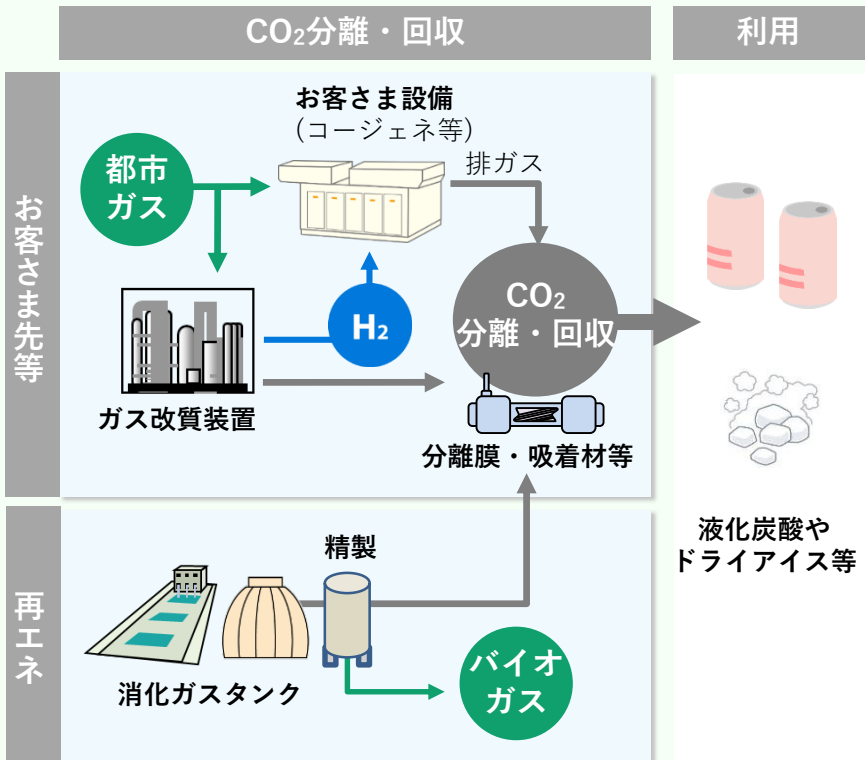 CO₂分離・回収
利用
お客さま先等
お客さま設備
(コージェネ等)
排ガス
都市
ガス
H₂
CO₂
分離・回収
ガス改質装置
分離膜・吸着材等
液化炭酸や
ドライアイス等
再エネ
精製
消化ガスタンク
バイオ
ガス